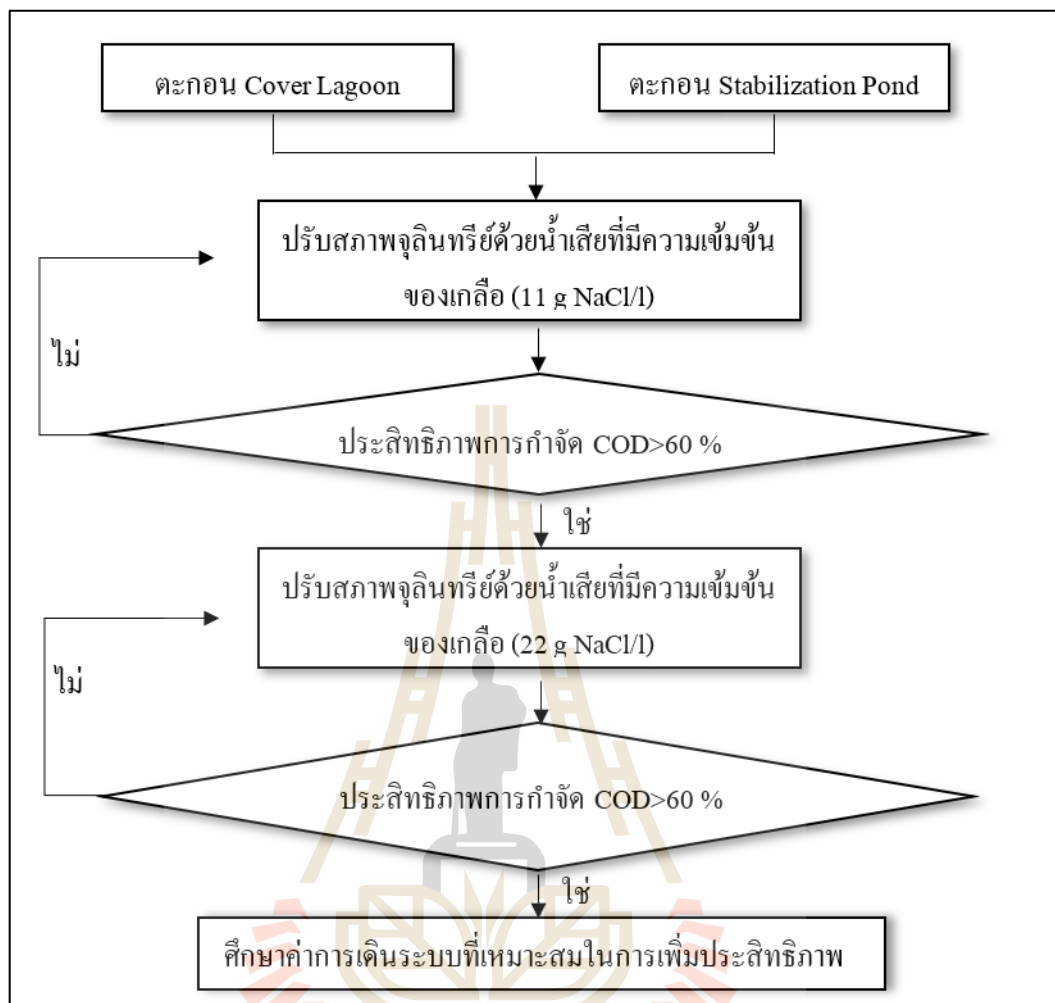 ตะกอน Cover Lagoon
ตะกอน Stabilization Pond
ปรับสภาพจุลินทรีย์ด้วยน้ำเสียที่มีความเข้มข้น
ของเกลือ (11 g NaCl/l)
ไม่
ประสิทธิภาพการกำจัด COD>60 %
ใช่
ปรับสภาพจุลินทรีย์ด้วยน้ำเสียที่มีความเข้มข้น
ของเกลือ (22 g NaCl/l)
ไม่
ประสิทธิภาพการกำจัด COD>60 %
ใช่
ศึกษาค่าการเดินระบบที่เหมาะสมในการเพิ่มประสิทธิภาพ